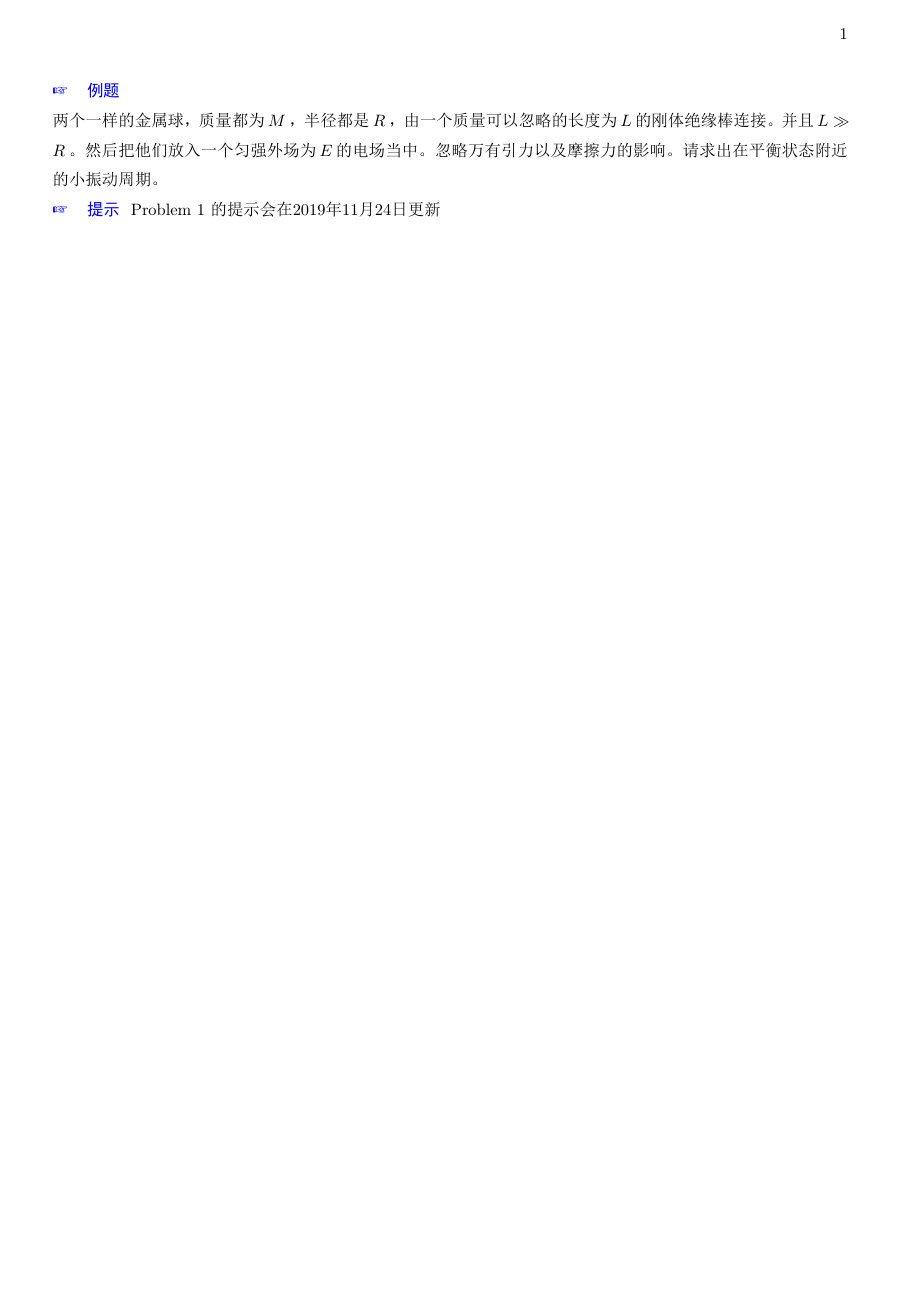 1
☞ 例题
两个一样的金属球，质量都为 M，半径都是 R，由一个质量可以忽略的长度为 L 的刚体绝缘棒连接。并且 L ≫
R。然后把他们放入一个匀强外场为 E 的电场当中。忽略万有引力以及摩擦力的影响。请求出在平衡状态附近
的小振动周期。
☞ 提示 Problem 1 的提示会在2019年11月24日更新